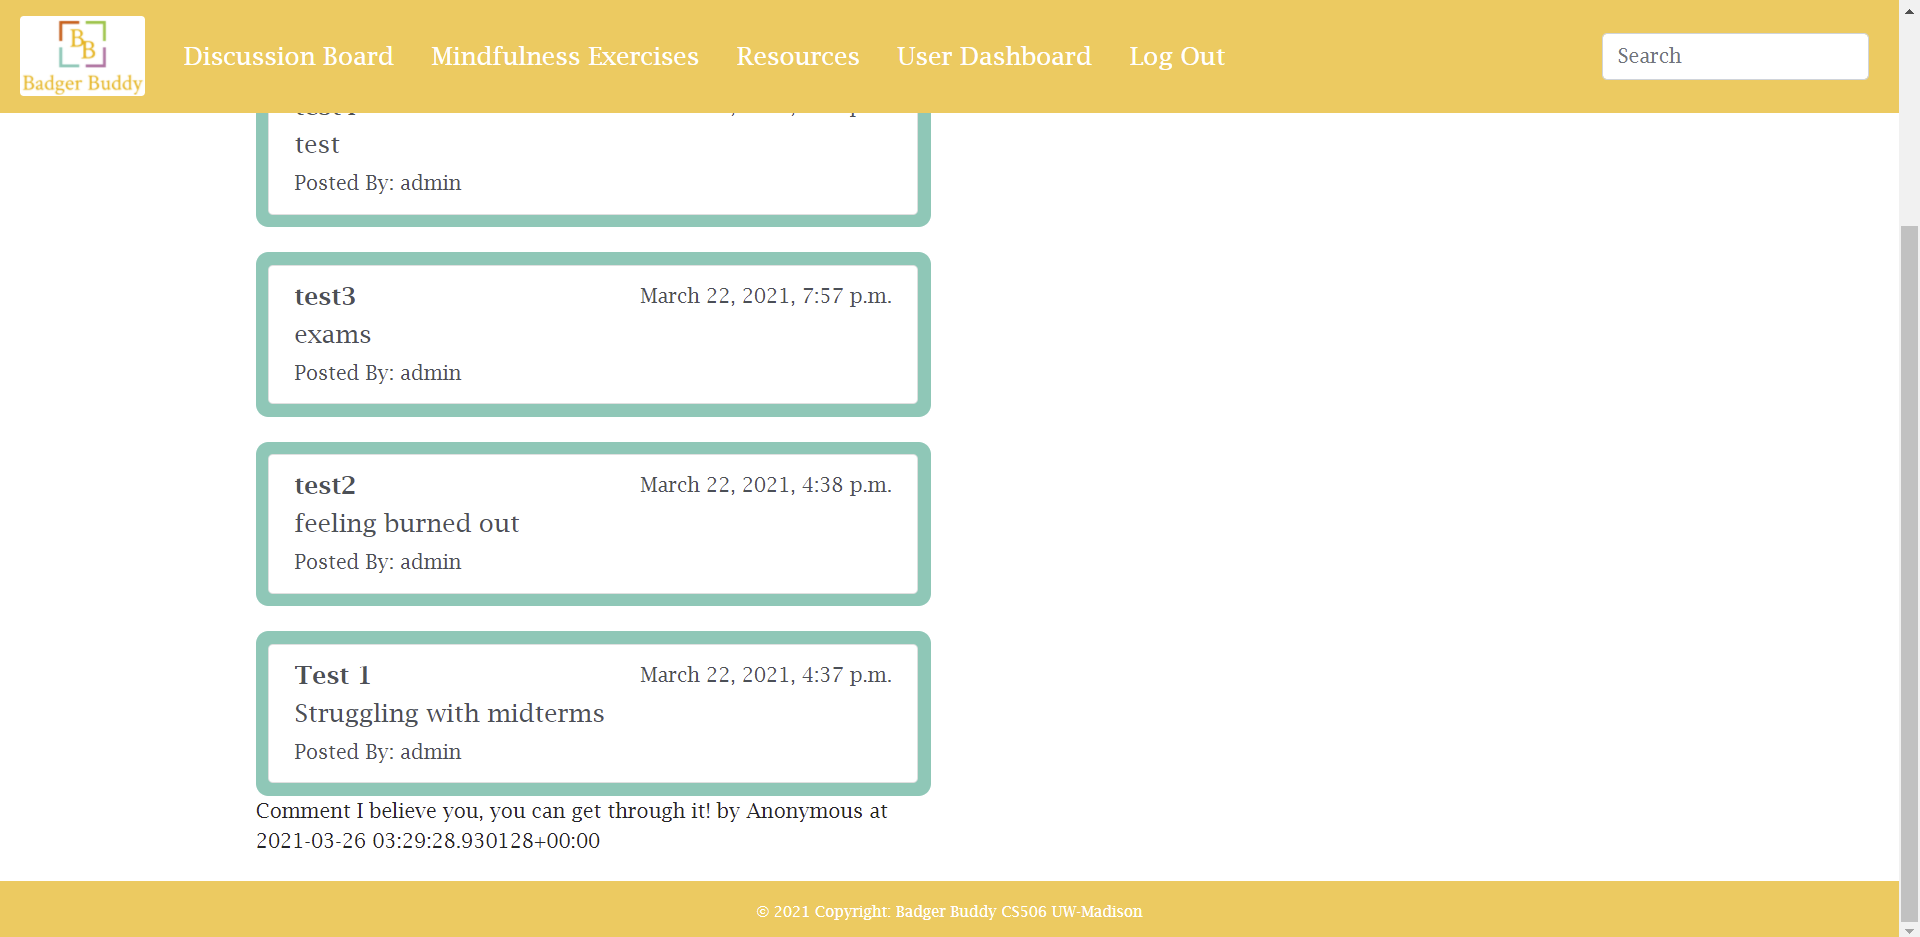 BB
Badger Buddy
Discussion Board Mindfulness Exercises Resources User Dashboard Log Out Search
test
Posted By: admin
test3 March 22, 2021, 7:57 p.m.
exams
Posted By: admin
test2 March 22, 2021, 4:38 p.m.
feeling burned out
Posted By: admin
Test 1 March 22, 2021, 4:37 p.m.
Struggling with midterms
Posted By: admin
Comment I believe you, you can get through it! by Anonymous at
2021-03-26 03:29:28.930128+00:00
© 2021 Copyright: Badger Buddy CS506 UW-Madison